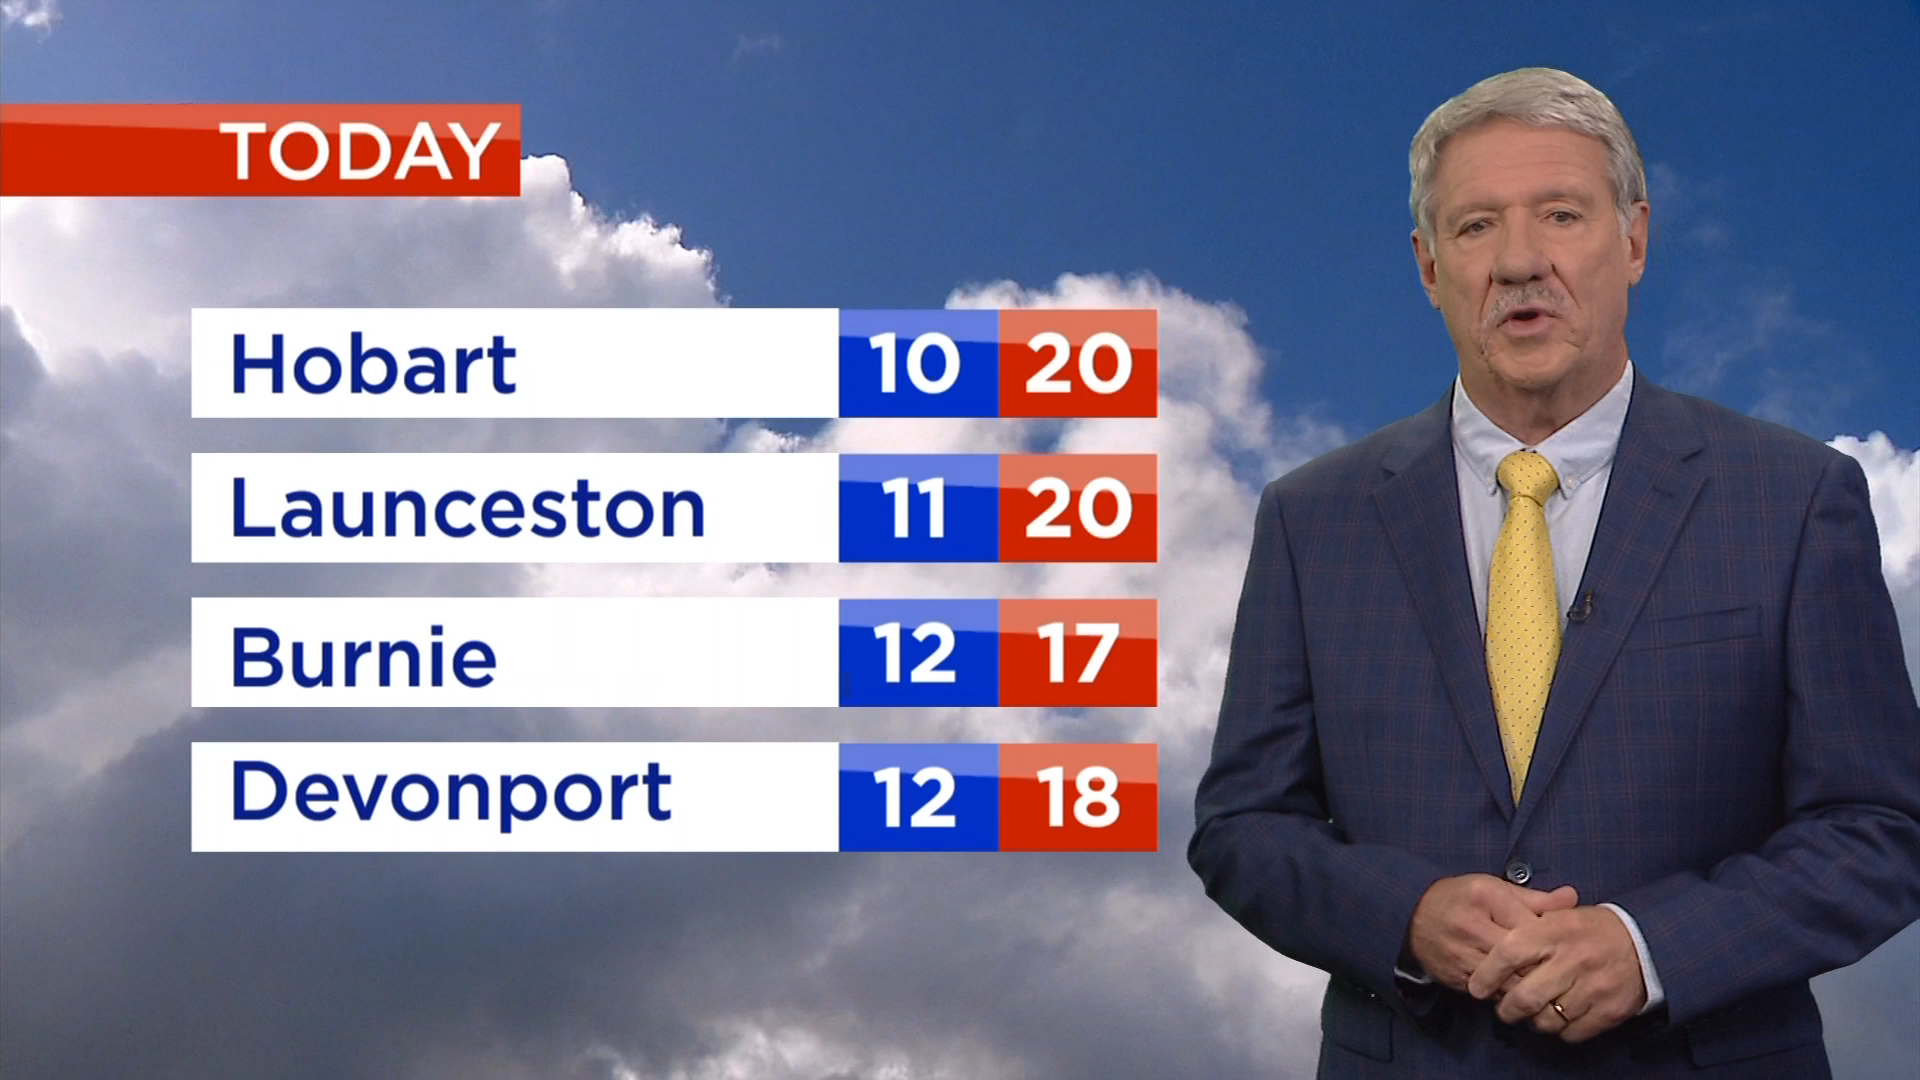 TODAY
Hobart 10 20
Launceston 11 20
Burnie 12 17
Devonport 12 18